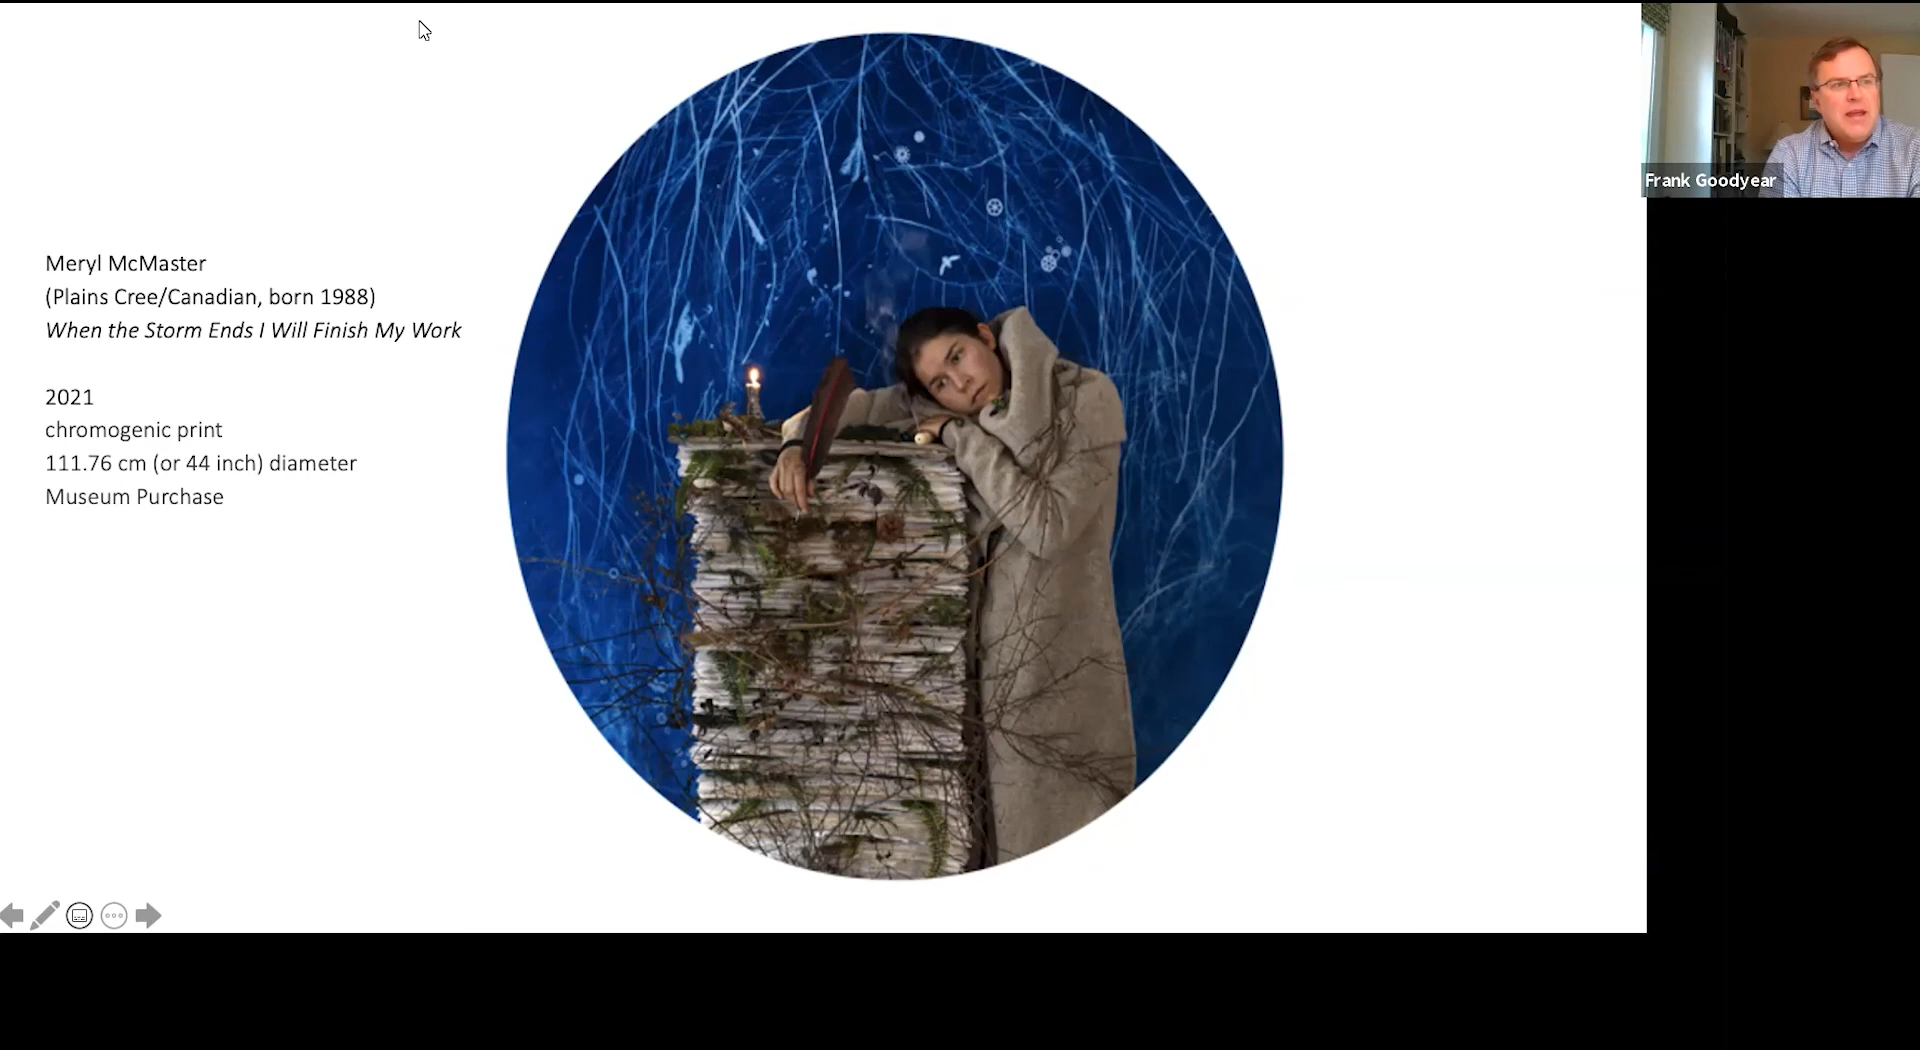 Meryl McMaster
(Plains Cree/Canadian, born 1988)
When the Storm Ends I Will Finish My Work
2021
chromogenic print
111.76 cm (or 44 inch) diameter
Museum Purchase
Frank Goodyear